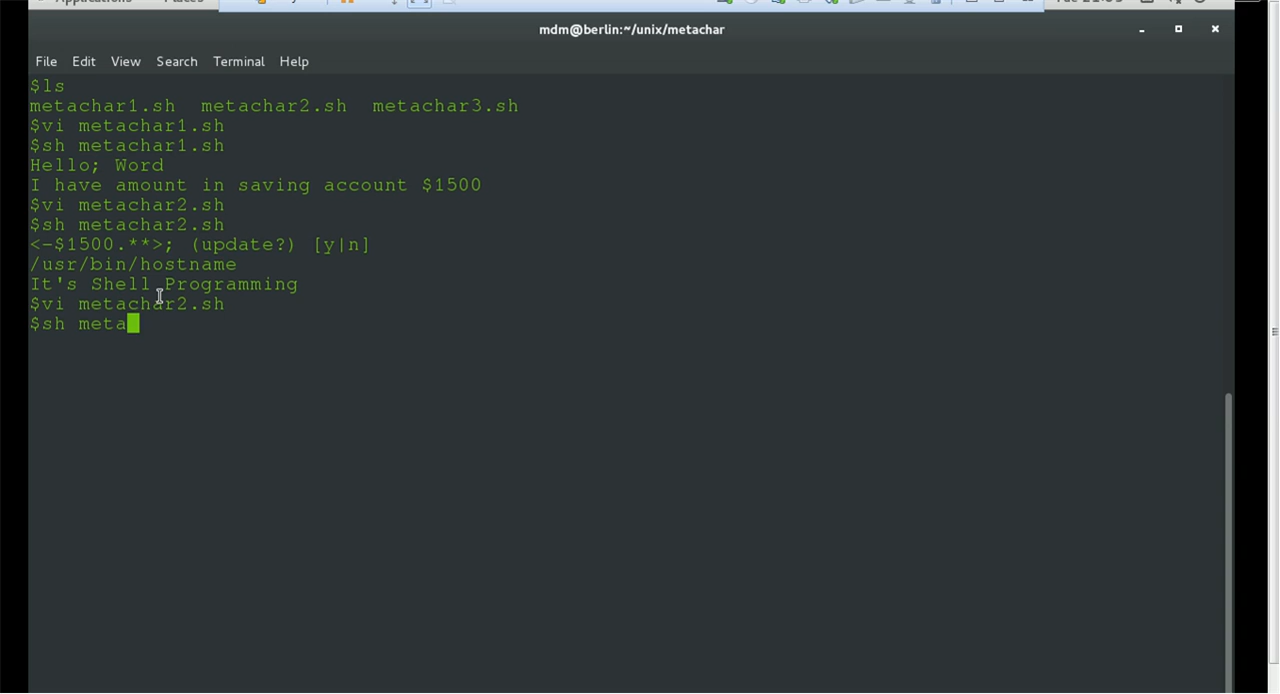 Applications Places
mdm@berlin:~/unix/metachar
File Edit View Search Terminal Help
$ls
metachar1.sh metachar2.sh metachar3.sh
$vi metachar1.sh
$sh metachar1.sh
Hello; Word
I have amount in saving account $1500
$vi metachar2.sh
$sh metachar2.sh
<-$1500.**>; (update?) [y|n]
/usr/bin/hostname
It's Shell Programming
$vi metachar2.sh
$sh meta